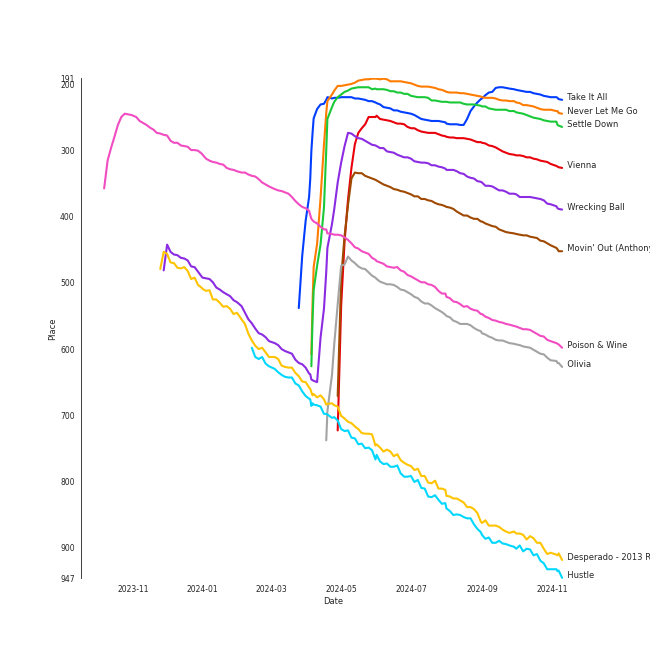 191
200
300
400
500
600
700
800
900
947
Place
2023-11
2024-01
2024-03
2024-05
2024-07
2024-09
2024-11
Date
Take It All
Never Let Me Go
Settle Down
Vienna
Wrecking Ball
Movin' Out (Anthony
Poison & Wine
Olivia
Desperado - 2013 R
Hustle